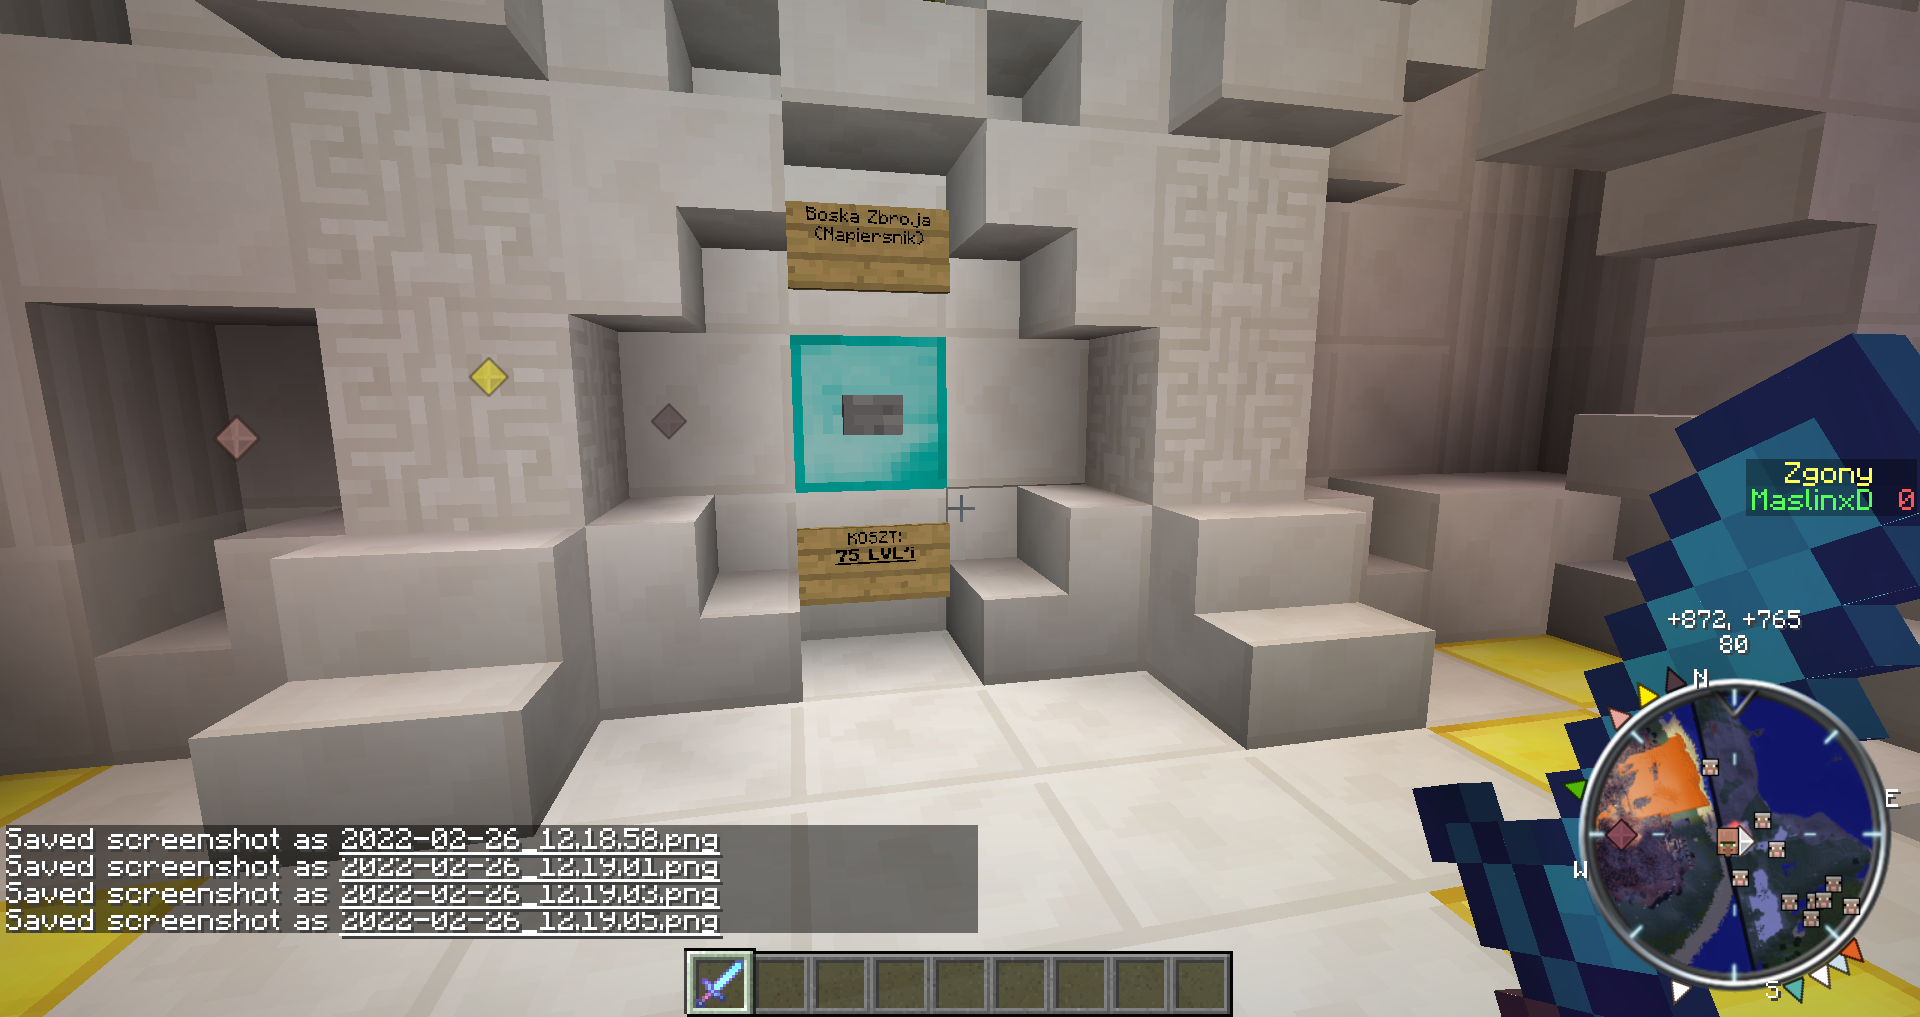 Boska Zbroja
(Napiersnik)
KOSZT:
75 LVL'i
Zgony
MaslinxD 0
+872, +765
80
N
E
W
S
Saved screenshot as 2022-02-26_12.18.58.png
Saved screenshot as 2022-02-26_12.19.01.png
Saved screenshot as 2022-02-26_12.19.03.png
Saved screenshot as 2022-02-26_12.19.05.png